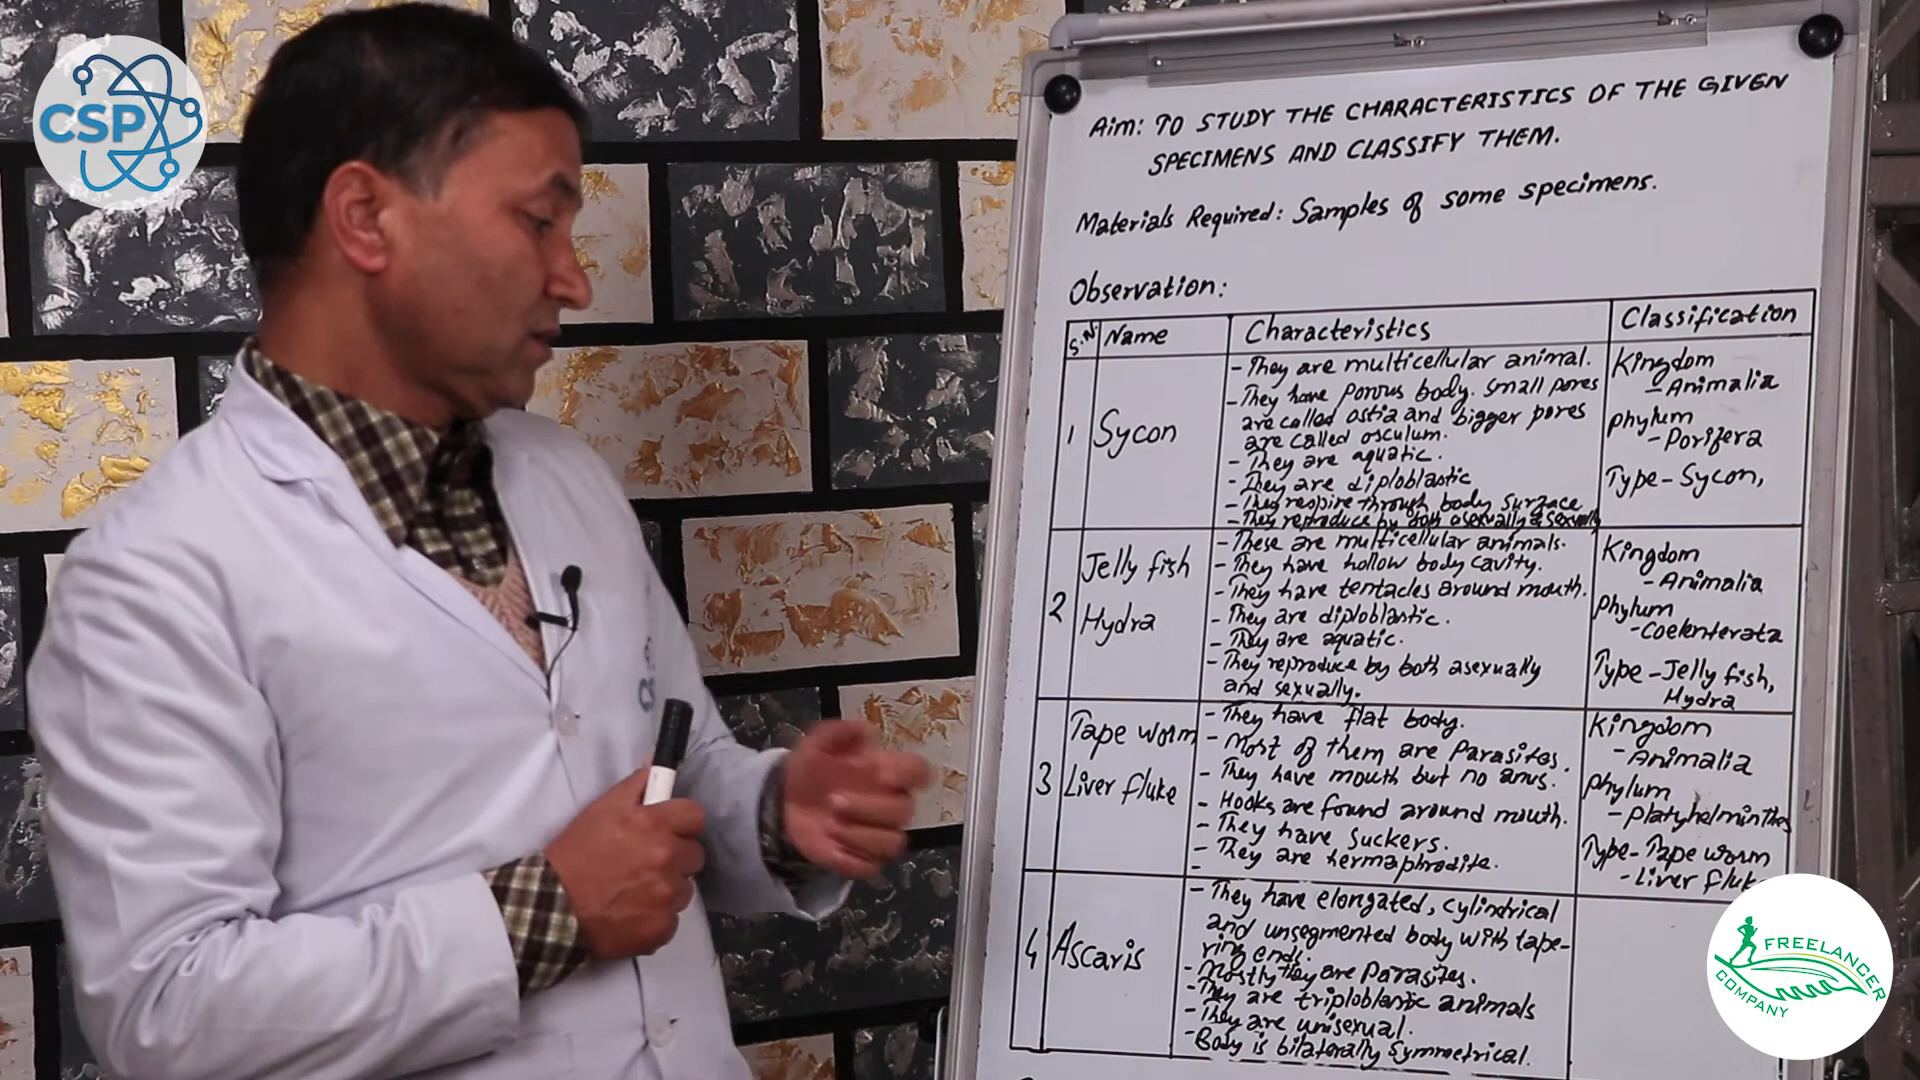 CSP
Aim: TO STUDY THE CHARACTERISTICS OF THE GIVEN
SPECIMENS AND CLASSIFY THEM.
Materials Required: Samples of some specimens.
Observation:
S.N. Name Characteristics Classification
1 Sycon
- They are multicellular animal.
- They have porous body. Small pores
are called ostia and bigger pores
are called osculum.
- They are aquatic.
- They are diploblastic
- They respire through body surface
- They reproduce by both asexually & sexually
Kingdom
- Animalia
Phylum
- Porifera
Type - Sycon,
2 Jelly fish
Hydra
- These are multicellular animals.
- They have hollow body cavity.
- They have tentacles around mouth.
- They are diploblastic.
- They are aquatic.
- They reproduce by both asexually
and sexually.
Kingdom
- Animalia
Phylum
- Coelenterata
Type - Jelly fish,
Hydra
3 Tape worm
Liver fluke
- They have flat body.
- Most of them are Parasites.
- They have mouth but no anus.
- Hooks are found around mouth.
- They have suckers.
- They are hermaphrodite.
-
Kingdom
- Animalia
Phylum
- Platyhelminthes
Type - Tape worm
- Liver fluke
4 Ascaris
- They have elongated, cylindrical
and unsegmented body with tape-
ring ends.
- Mostly they are Parasites.
- They are triploblastic animals
- They are unisexual.
- Body is bilaterally symmetrical.
FREELANCER
COMPANY